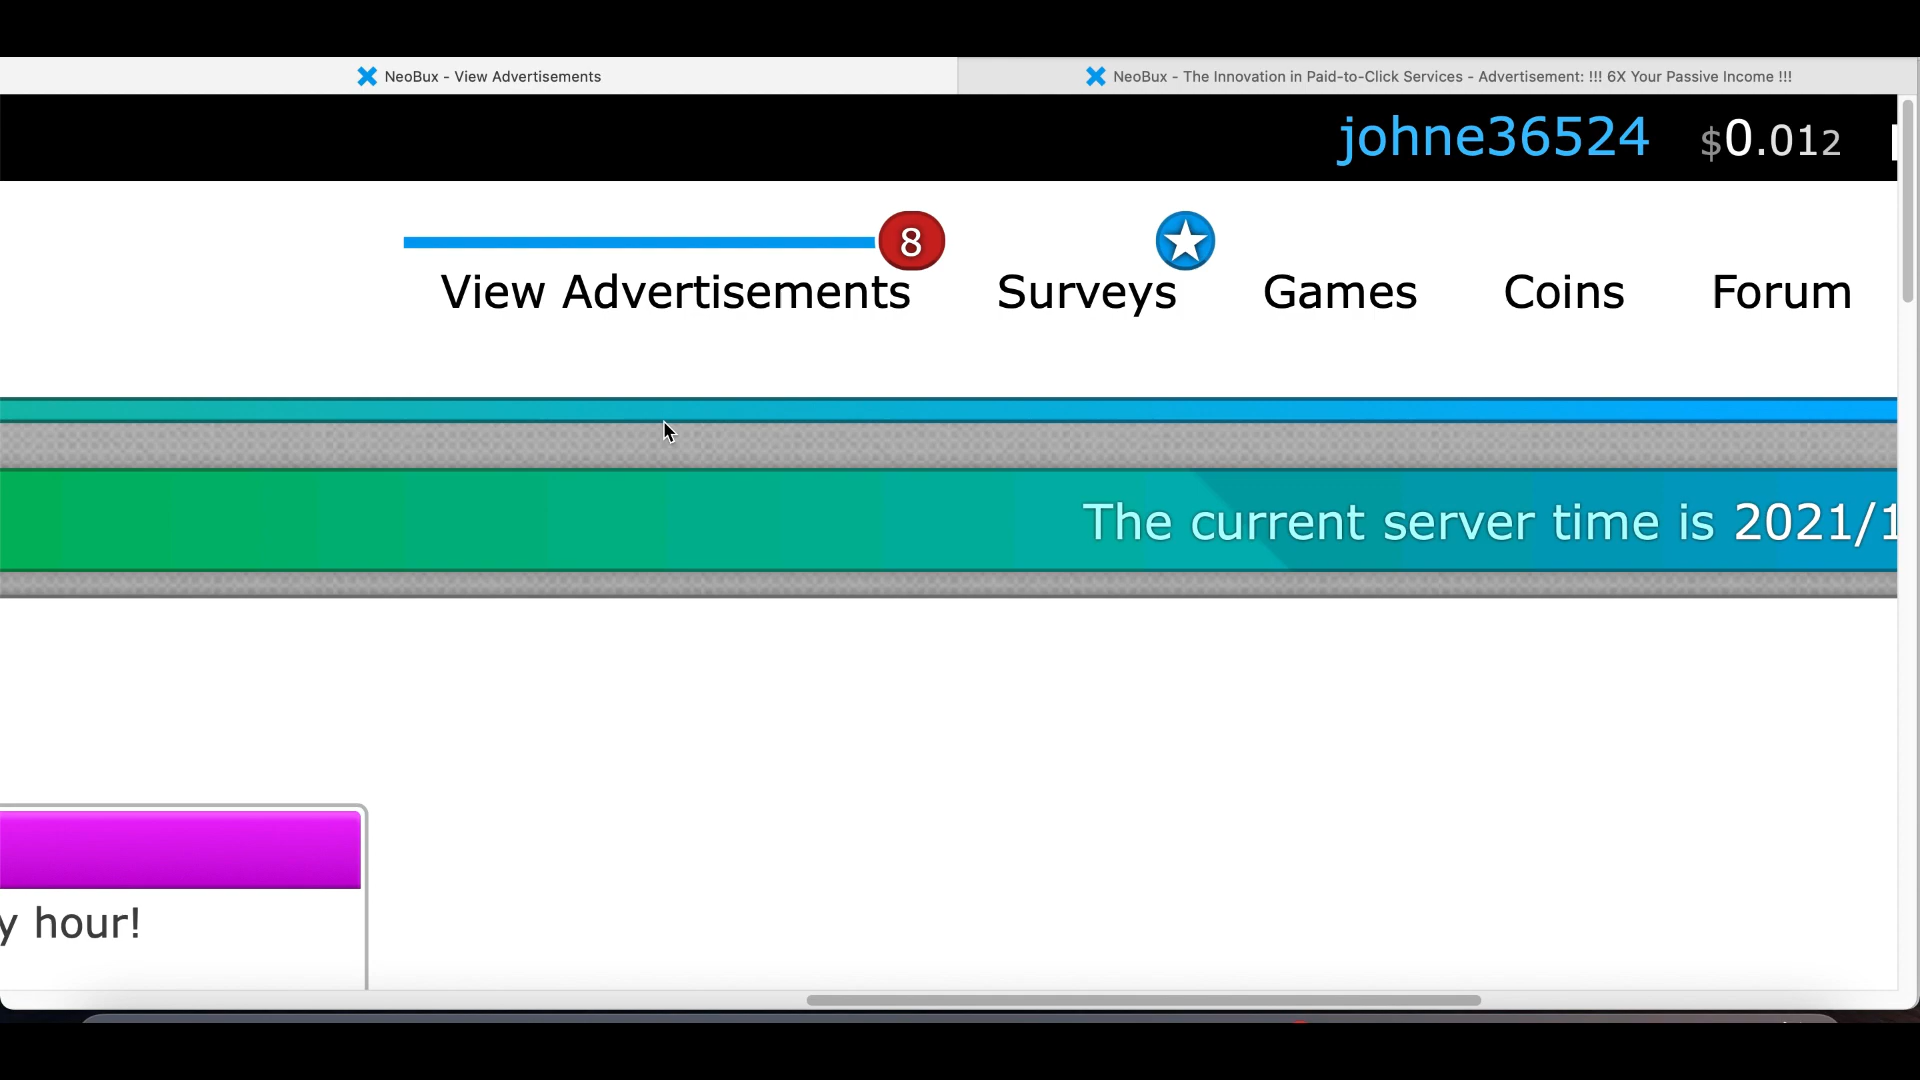 NeoBux - View Advertisements
NeoBux - The Innovation in Paid-to-Click Services - Advertisement: !!! 6X Your Passive Income !!!
johne36524 $0.012
8
View Advertisements Surveys Games Coins Forum
The current server time is 2021/1
y hour!